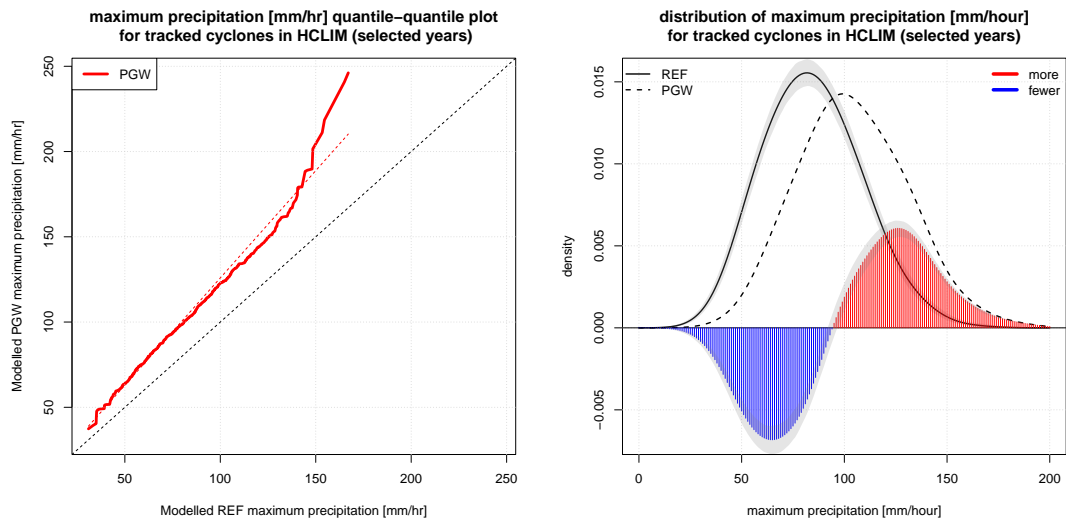 maximum precipitation [mm/hr] quantile−quantile plot
for tracked cyclones in HCLIM (selected years)
PGW
250
200
150
100
50
Modelled PGW maximum precipitation [mm/hr]
50 100 150 200 250
Modelled REF maximum precipitation [mm/hr]
distribution of maximum precipitation [mm/hour]
for tracked cyclones in HCLIM (selected years)
REF
PGW
more
fewer
0.015
0.010
0.005
0.000
−0.005
density
0 50 100 150 200
maximum precipitation [mm/hour]